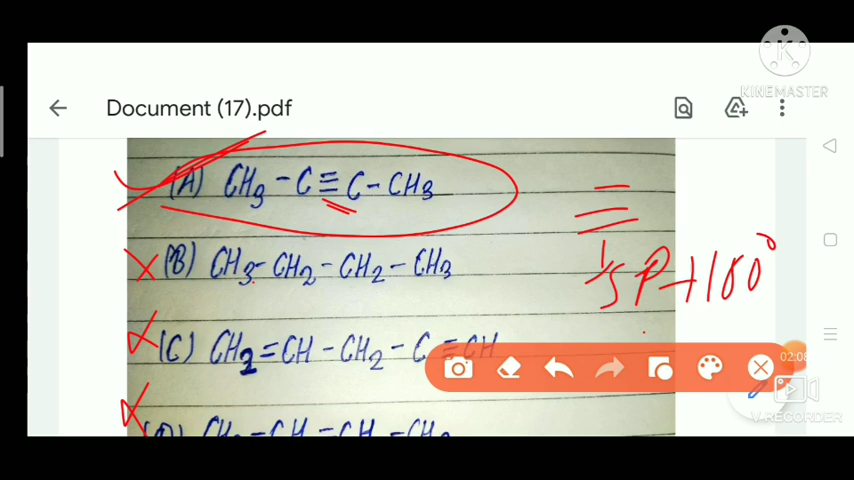 KINEMASTER
Document (17).pdf
(A) CH3 - C ≡ C - CH3
(B) CH3 - CH2 - CH2 - CH3
SP → 180°
(C) CH2 = CH - CH2 - C ≡ CH
02:08
V-RECORDER